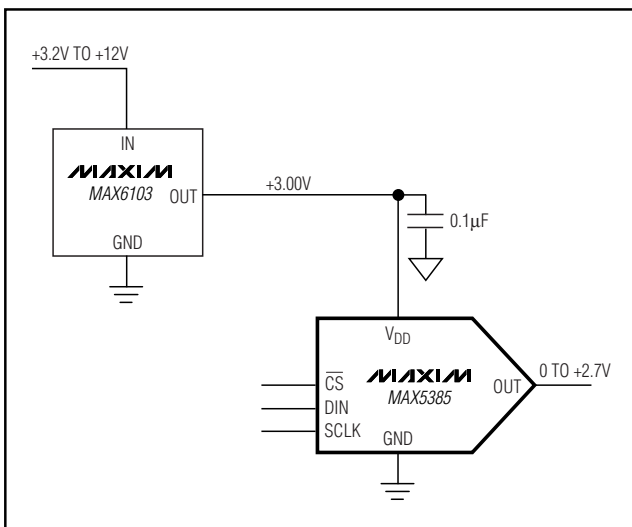 +3.2V TO +12V
IN
MAXIM
MAX6103
OUT
GND
+3.00V
0.1µF
VDD
MAXIM
MAX5385
CS
DIN
SCLK
GND
OUT
0 TO +2.7V